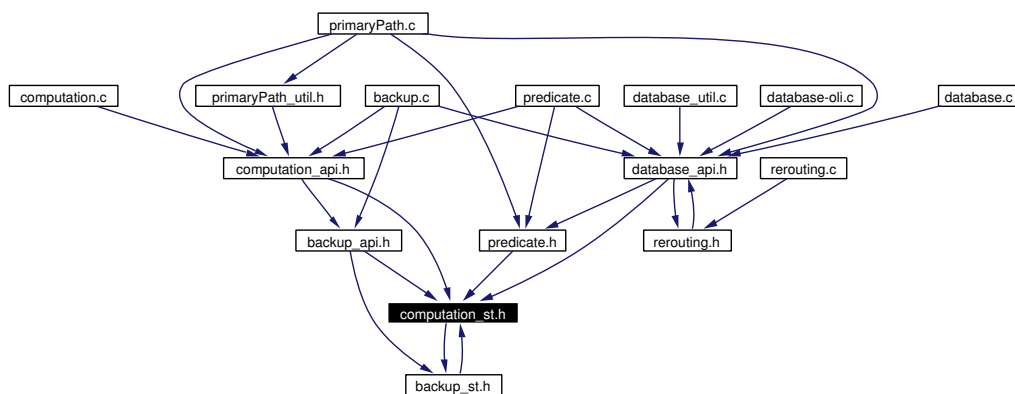 primaryPath.c
computation.c
primaryPath_util.h
backup.c
predicate.c
database_util.c
database-oli.c
database.c
computation_api.h
database_api.h
rerouting.c
backup_api.h
predicate.h
rerouting.h
computation_st.h
backup_st.h